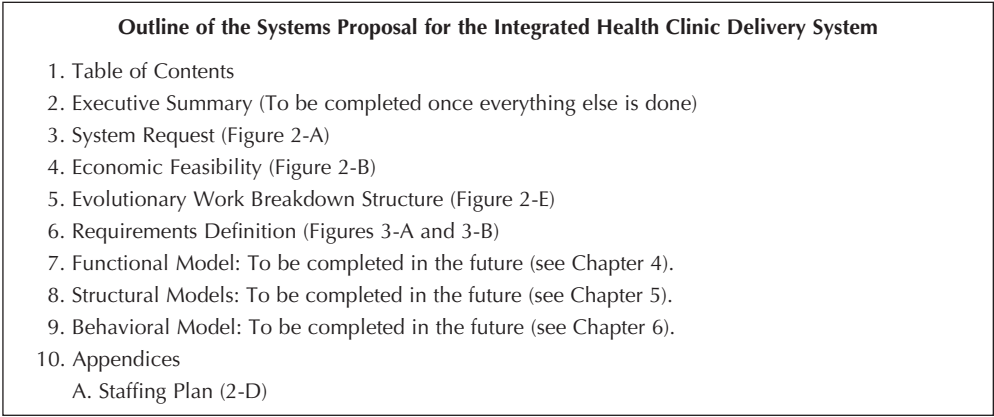 Outline of the Systems Proposal for the Integrated Health Clinic Delivery System
1. Table of Contents
2. Executive Summary (To be completed once everything else is done)
3. System Request (Figure 2-A)
4. Economic Feasibility (Figure 2-B)
5. Evolutionary Work Breakdown Structure (Figure 2-E)
6. Requirements Definition (Figures 3-A and 3-B)
7. Functional Model: To be completed in the future (see Chapter 4).
8. Structural Models: To be completed in the future (see Chapter 5).
9. Behavioral Model: To be completed in the future (see Chapter 6).
10. Appendices
A. Staffing Plan (2-D)